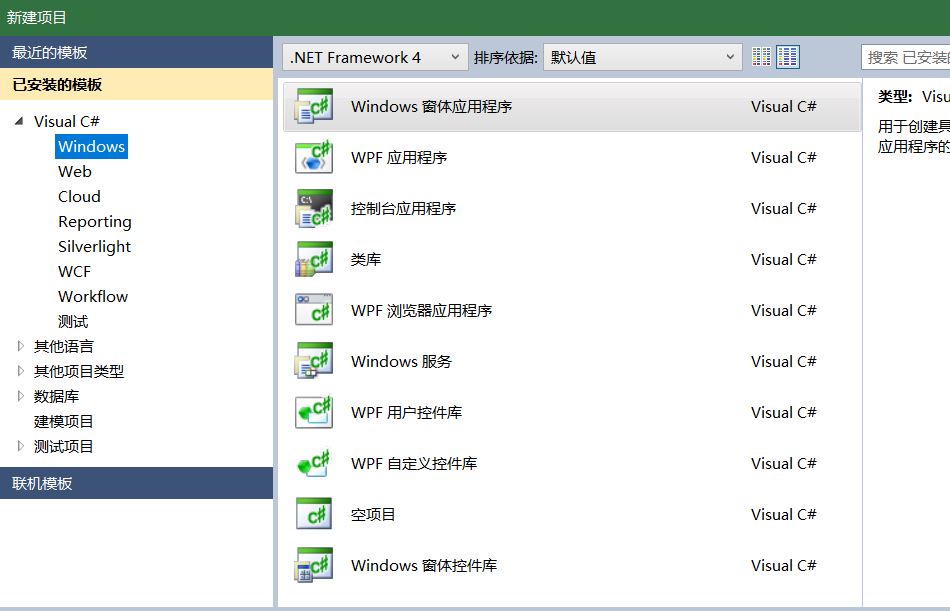 新建项目
最近的模板
已安装的模板
Visual C#
Windows
Web
Cloud
Reporting
Silverlight
WCF
Workflow
测试
其他语言
其他项目类型
数据库
建模项目
测试项目
联机模板
.NET Framework 4 排序依据: 默认值
搜索 已安装
Windows 窗体应用程序 Visual C#
WPF 应用程序 Visual C#
控制台应用程序 Visual C#
类库 Visual C#
WPF 浏览器应用程序 Visual C#
Windows 服务 Visual C#
WPF 用户控件库 Visual C#
WPF 自定义控件库 Visual C#
空项目 Visual C#
Windows 窗体控件库 Visual C#
类型: Visu
用于创建具
应用程序的